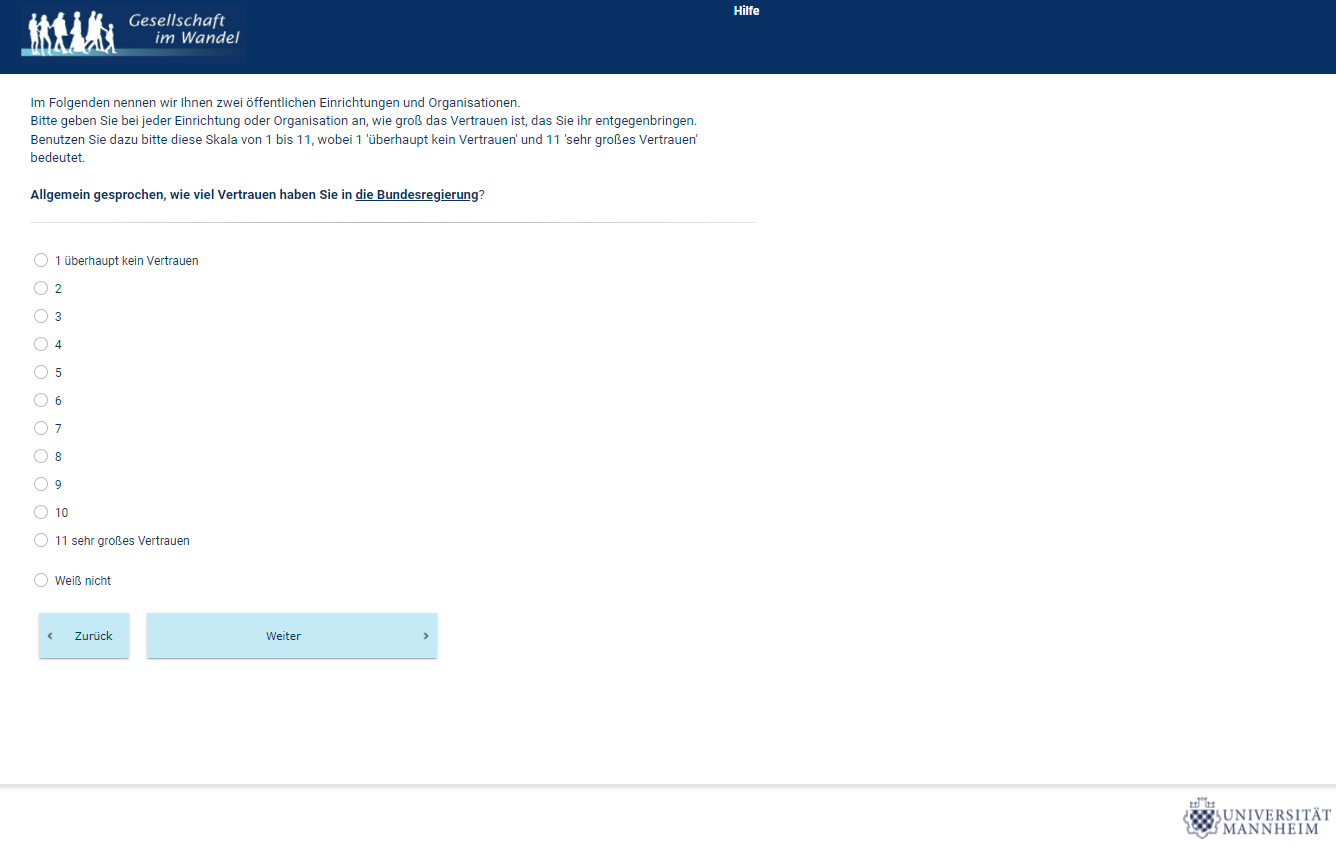 Gesellschaft
im Wandel
Hilfe
Im Folgenden nennen wir Ihnen zwei öffentlichen Einrichtungen und Organisationen.
Bitte geben Sie bei jeder Einrichtung oder Organisation an, wie groß das Vertrauen ist, das Sie ihr entgegenbringen.
Benutzen Sie dazu bitte diese Skala von 1 bis 11, wobei 1 'überhaupt kein Vertrauen' und 11 'sehr großes Vertrauen'
bedeutet.
Allgemein gesprochen, wie viel Vertrauen haben Sie in die Bundesregierung?
1 überhaupt kein Vertrauen
2
3
4
5
6
7
8
9
10
11 sehr großes Vertrauen
Weiß nicht
Zurück
Weiter
UNIVERSITÄT
MANNHEIM